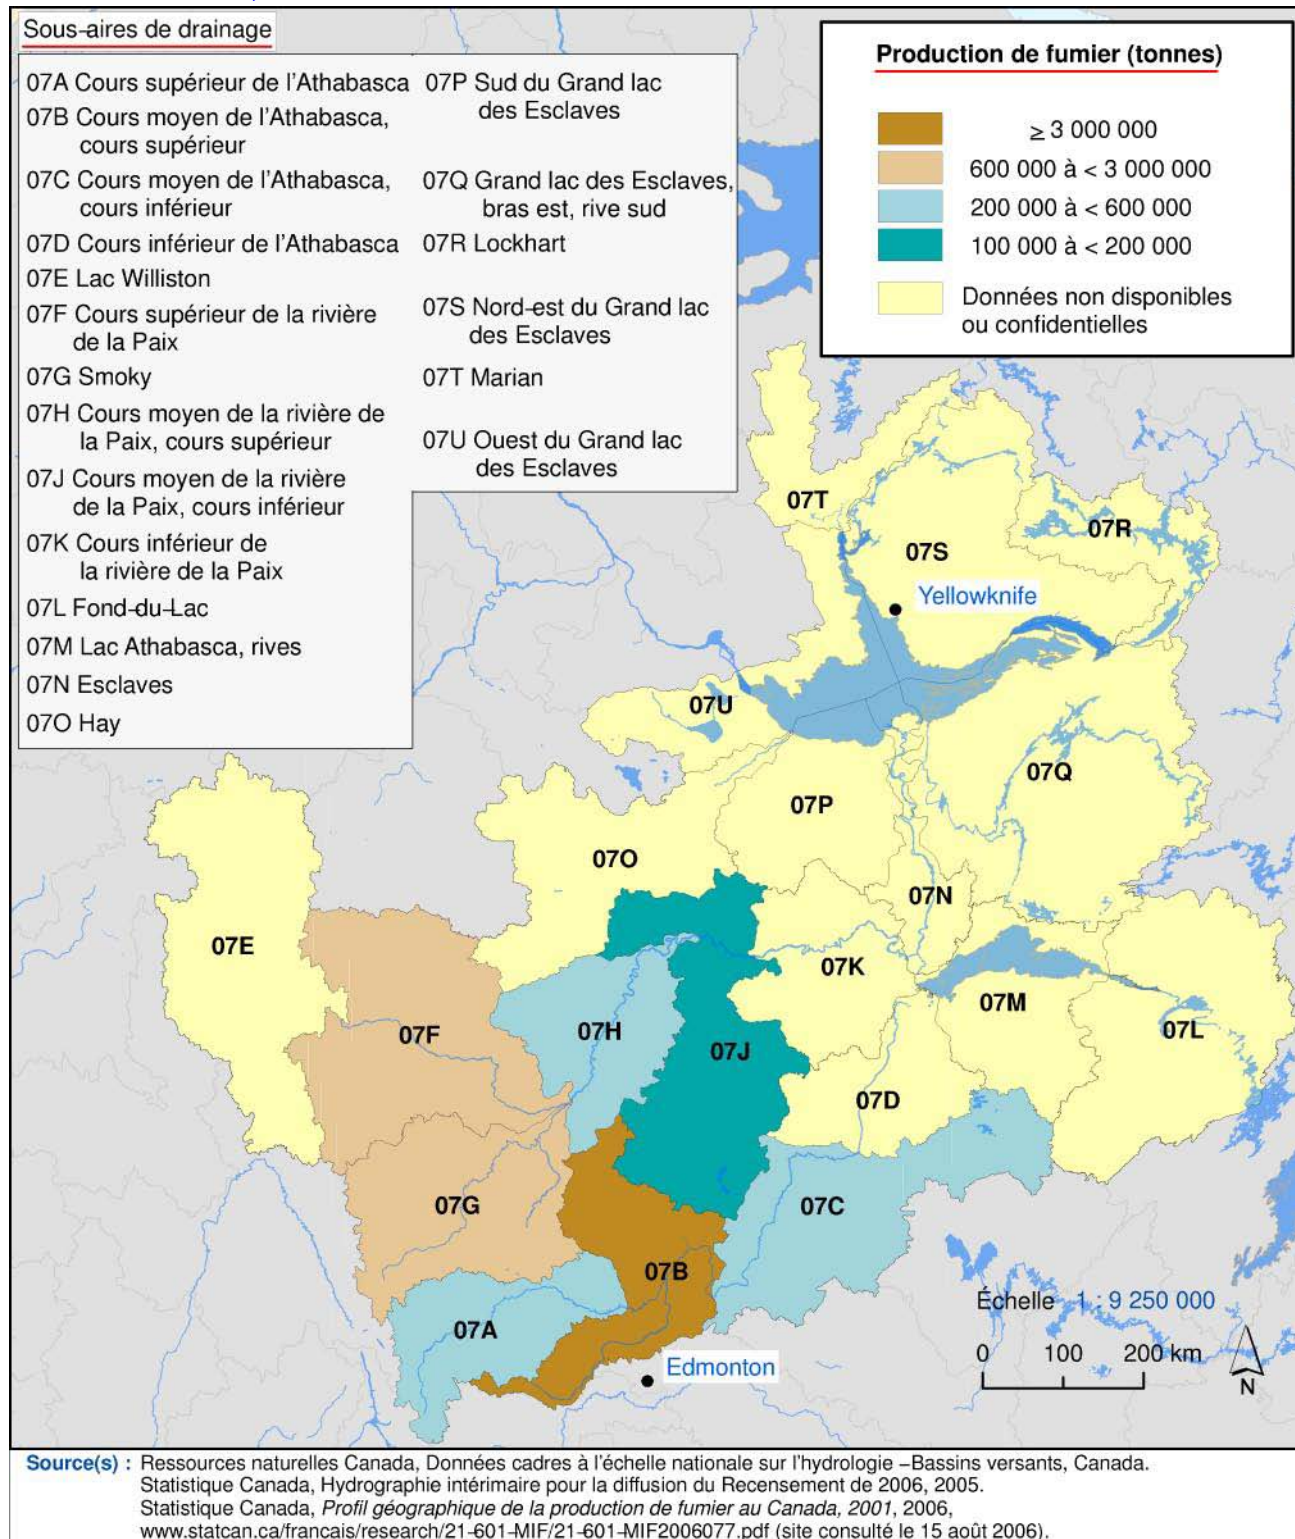 Sous-aires de drainage
07A Cours supérieur de l'Athabasca
07B Cours moyen de l'Athabasca,
cours supérieur
07C Cours moyen de l'Athabasca,
cours inférieur
07D Cours inférieur de l'Athabasca
07E Lac Williston
07F Cours supérieur de la rivière
de la Paix
07G Smoky
07H Cours moyen de la rivière de
la Paix, cours supérieur
07J Cours moyen de la rivière
de la Paix, cours inférieur
07K Cours inférieur de
la rivière de la Paix
07L Fond-du-Lac
07M Lac Athabasca, rives
07N Esclaves
07O Hay
07P Sud du Grand lac
des Esclaves
07Q Grand lac des Esclaves,
bras est, rive sud
07R Lockhart
07S Nord-est du Grand lac
des Esclaves
07T Marian
07U Ouest du Grand lac
des Esclaves
Production de fumier (tonnes)
≥ 3 000 000
600 000 à < 3 000 000
200 000 à < 600 000
100 000 à < 200 000
Données non disponibles
ou confidentielles
07T
07R
07S
Yellowknife
07U
07Q
07P
07O
07N
07E
07K
07M
07F
07H
07L
07J
07D
07G
07C
07B
07A
Edmonton
Échelle 1 : 9 250 000
0 100 200 km
N
Source(s) : Ressources naturelles Canada, Données cadres à l'échelle nationale sur l'hydrologie –Bassins versants, Canada.
Statistique Canada, Hydrographie intérimaire pour la diffusion du Recensement de 2006, 2005.
Statistique Canada, Profil géographique de la production de fumier au Canada, 2001, 2006,
www.statcan.ca/francais/research/21-601-MIF/21-601-MIF2006077.pdf (site consulté le 15 août 2006).